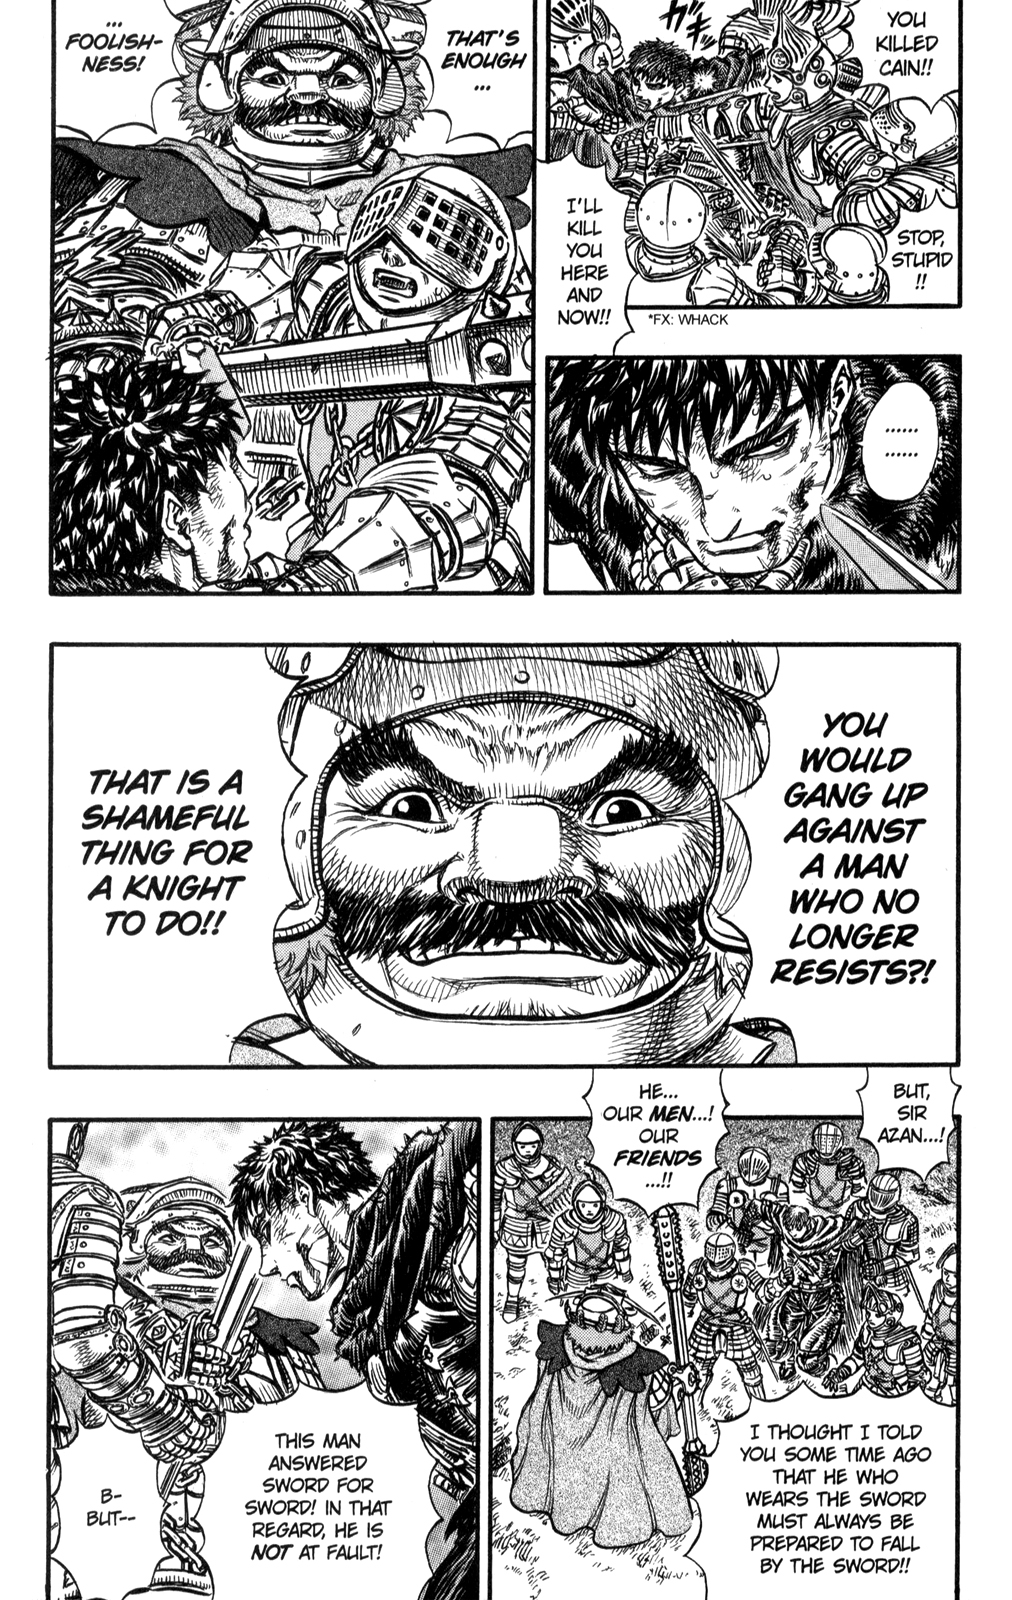 YOU
KILLED
CAIN!!
ガキッ
STOP,
STUPID
!!
I'LL
KILL
YOU
HERE
AND
NOW!!
*FX: WHACK
......
......
THAT'S
ENOUGH
...
...
FOOLISH-
NESS!
YOU
WOULD
GANG UP
AGAINST
A MAN
WHO NO
LONGER
RESISTS?!
THAT IS A
SHAMEFUL
THING FOR
A KNIGHT
TO DO!!
BUT,
SIR
AZAN...!
HE...
OUR MEN...!
OUR
FRIENDS
...!!
I THOUGHT I TOLD
YOU SOME TIME AGO
THAT HE WHO
WEARS THE SWORD
MUST ALWAYS BE
PREPARED TO FALL
BY THE SWORD!!
THIS MAN
ANSWERED
SWORD FOR
SWORD! IN THAT
REGARD, HE IS
NOT AT FAULT!
B-
BUT--